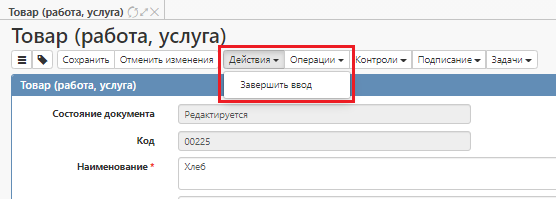 Товар (работа, услуга)
Товар (работа, услуга)
Сохранить Отменить изменения Действия Операции Контроли Подписание Задачи
Завершить ввод
Товар (работа, услуга)
Состояние документа Редактируется
Код 00225
Наименование * Хлеб